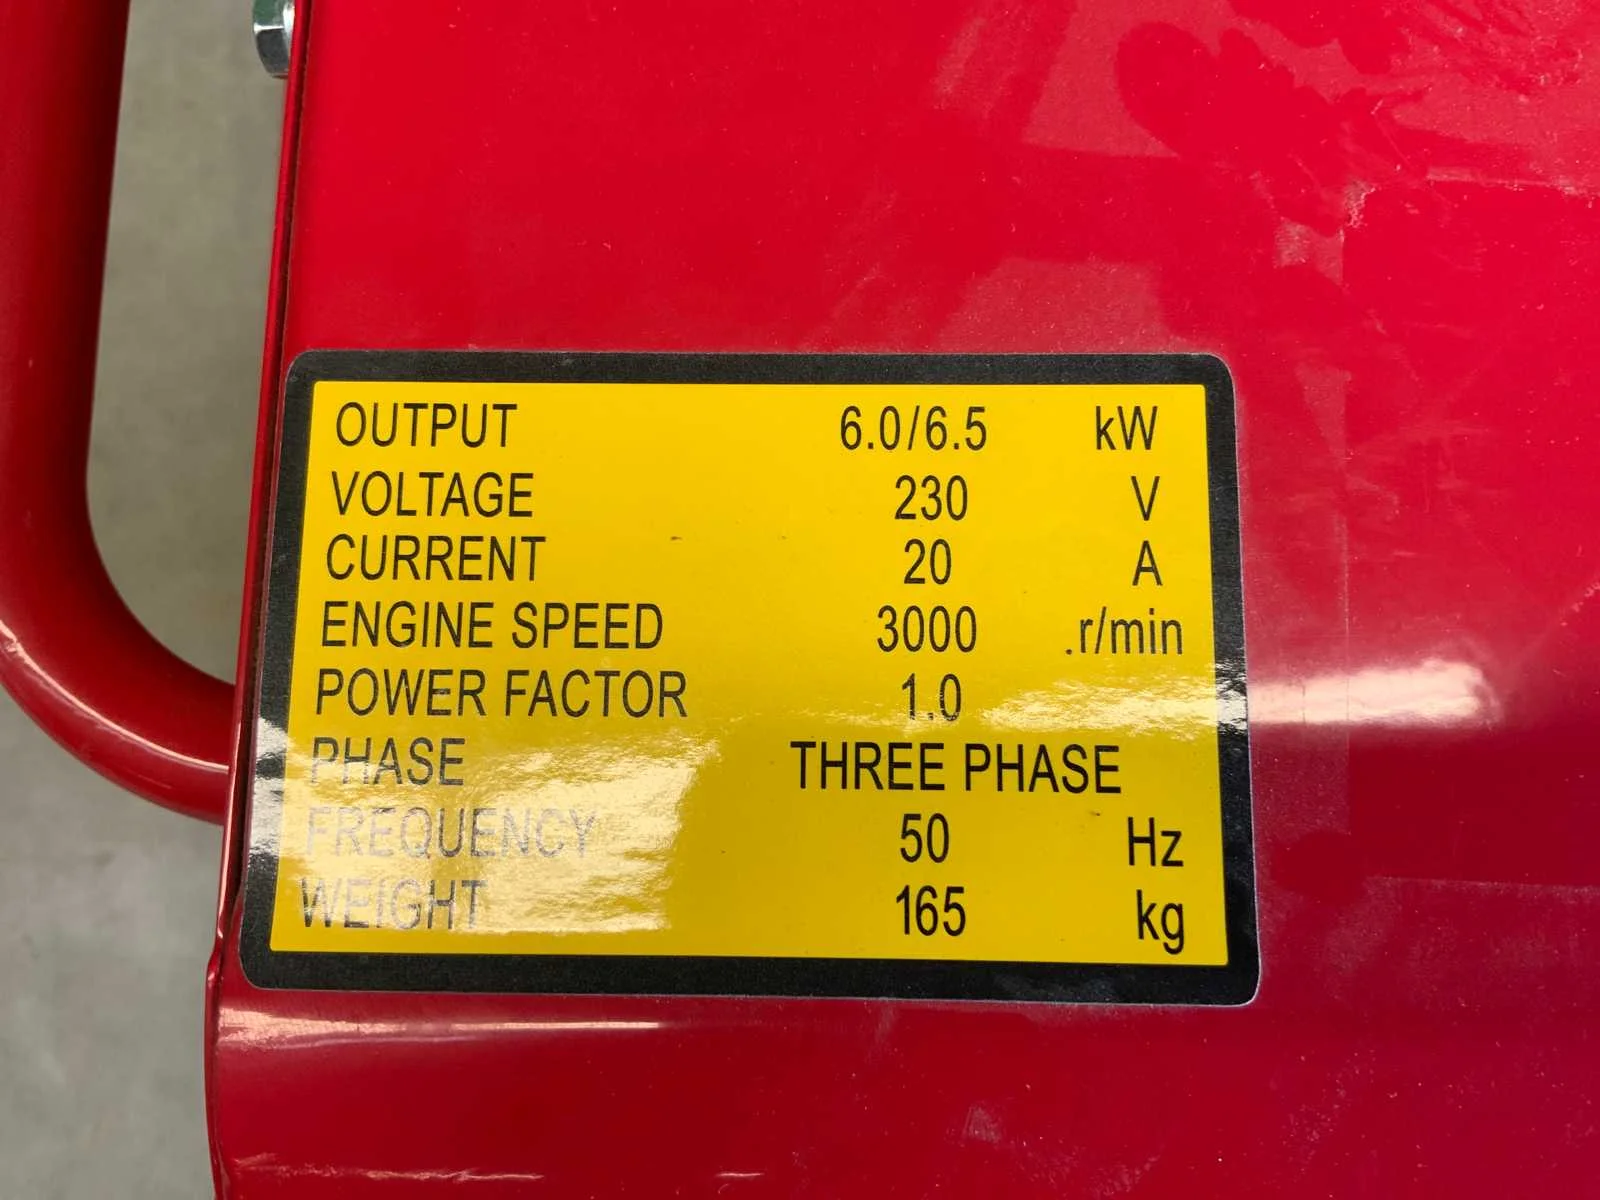 OUTPUT 6.0/6.5 kW
VOLTAGE 230 V
CURRENT 20 A
ENGINE SPEED 3000 .r/min
POWER FACTOR 1.0
PHASE THREE PHASE
FREQUENCY 50 Hz
WEIGHT 165 kg